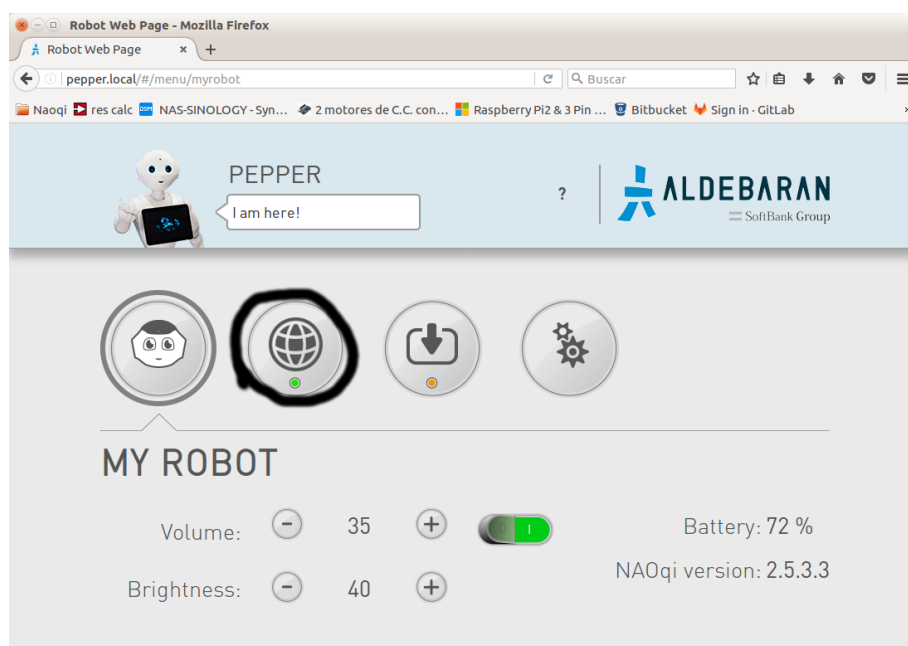 Robot Web Page - Mozilla Firefox
Robot Web Page × +
pepper.local/#/menu/myrobot
Buscar
Naoqi res calc DSM NAS-SINOLOGY - Syn... 2 motores de C.C. con... Raspberry Pi2 & 3 Pin ... Bitbucket Sign in · GitLab
PEPPER
I am here!
?
ALDEBARAN
SoftBank Group
MY ROBOT
Volume: - 35 + I
Battery: 72 %
Brightness: - 40 +
NAOqi version: 2.5.3.3